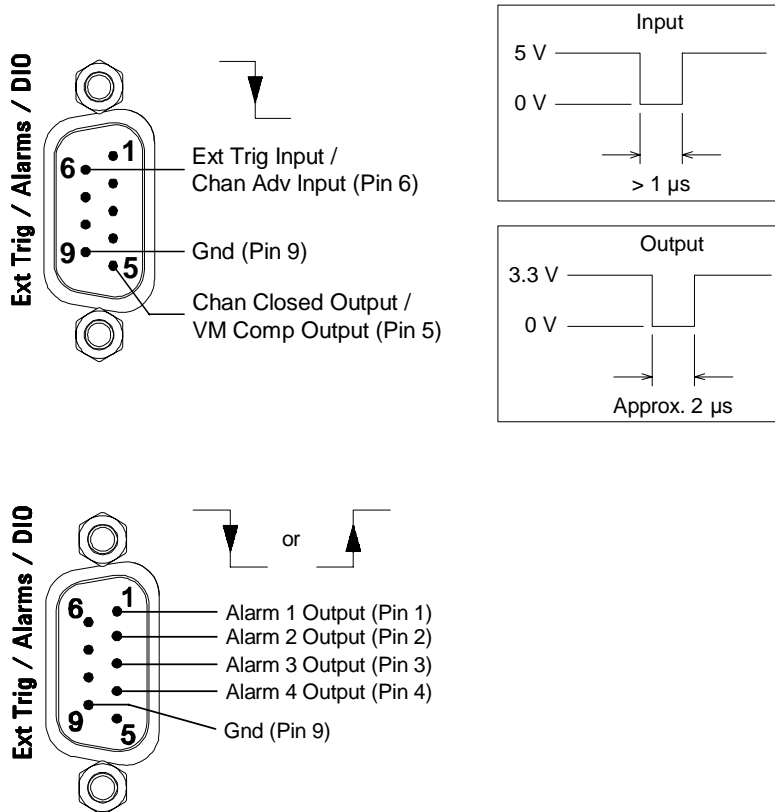 Ext Trig / Alarms / DIO
6
1
9
5
Ext Trig Input /
Chan Adv Input (Pin 6)
Gnd (Pin 9)
Chan Closed Output /
VM Comp Output (Pin 5)
Input
5 V
0 V
> 1 µs
Output
3.3 V
0 V
Approx. 2 µs
Ext Trig / Alarms / DIO
6
1
9
5
or
Alarm 1 Output (Pin 1)
Alarm 2 Output (Pin 2)
Alarm 3 Output (Pin 3)
Alarm 4 Output (Pin 4)
Gnd (Pin 9)